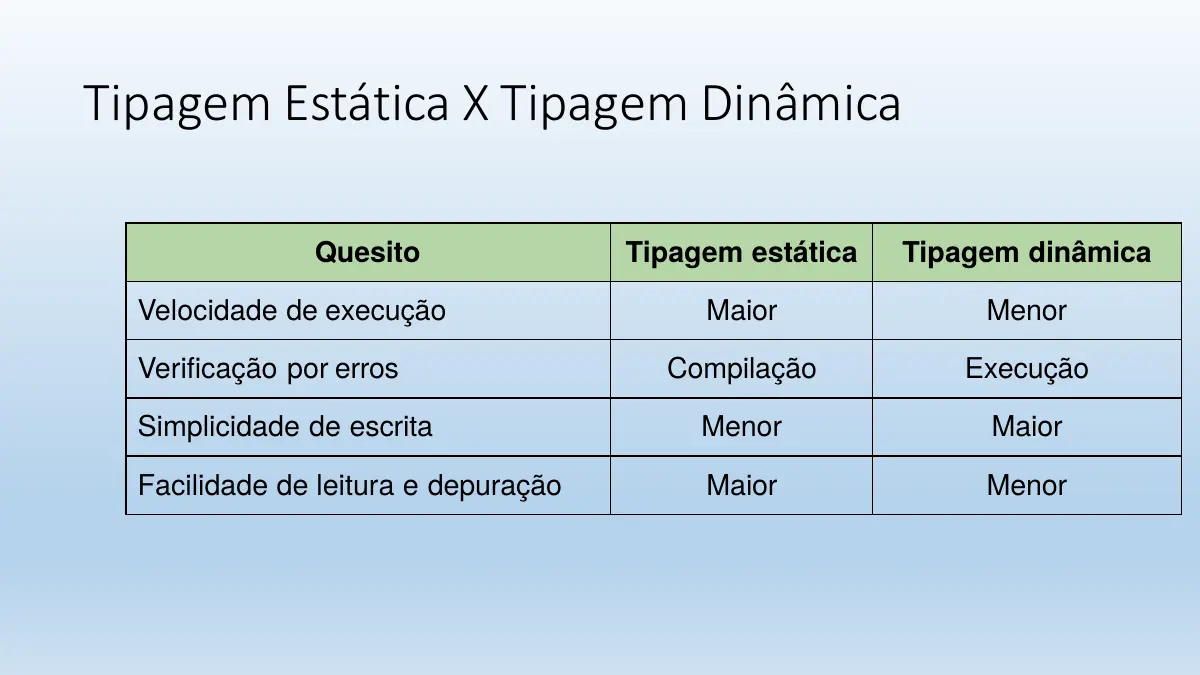 Tipagem Estática X Tipagem Dinâmica
Quesito Tipagem estática Tipagem dinâmica
Velocidade de execução Maior Menor
Verificação por erros Compilação Execução
Simplicidade de escrita Menor Maior
Facilidade de leitura e depuração Maior Menor